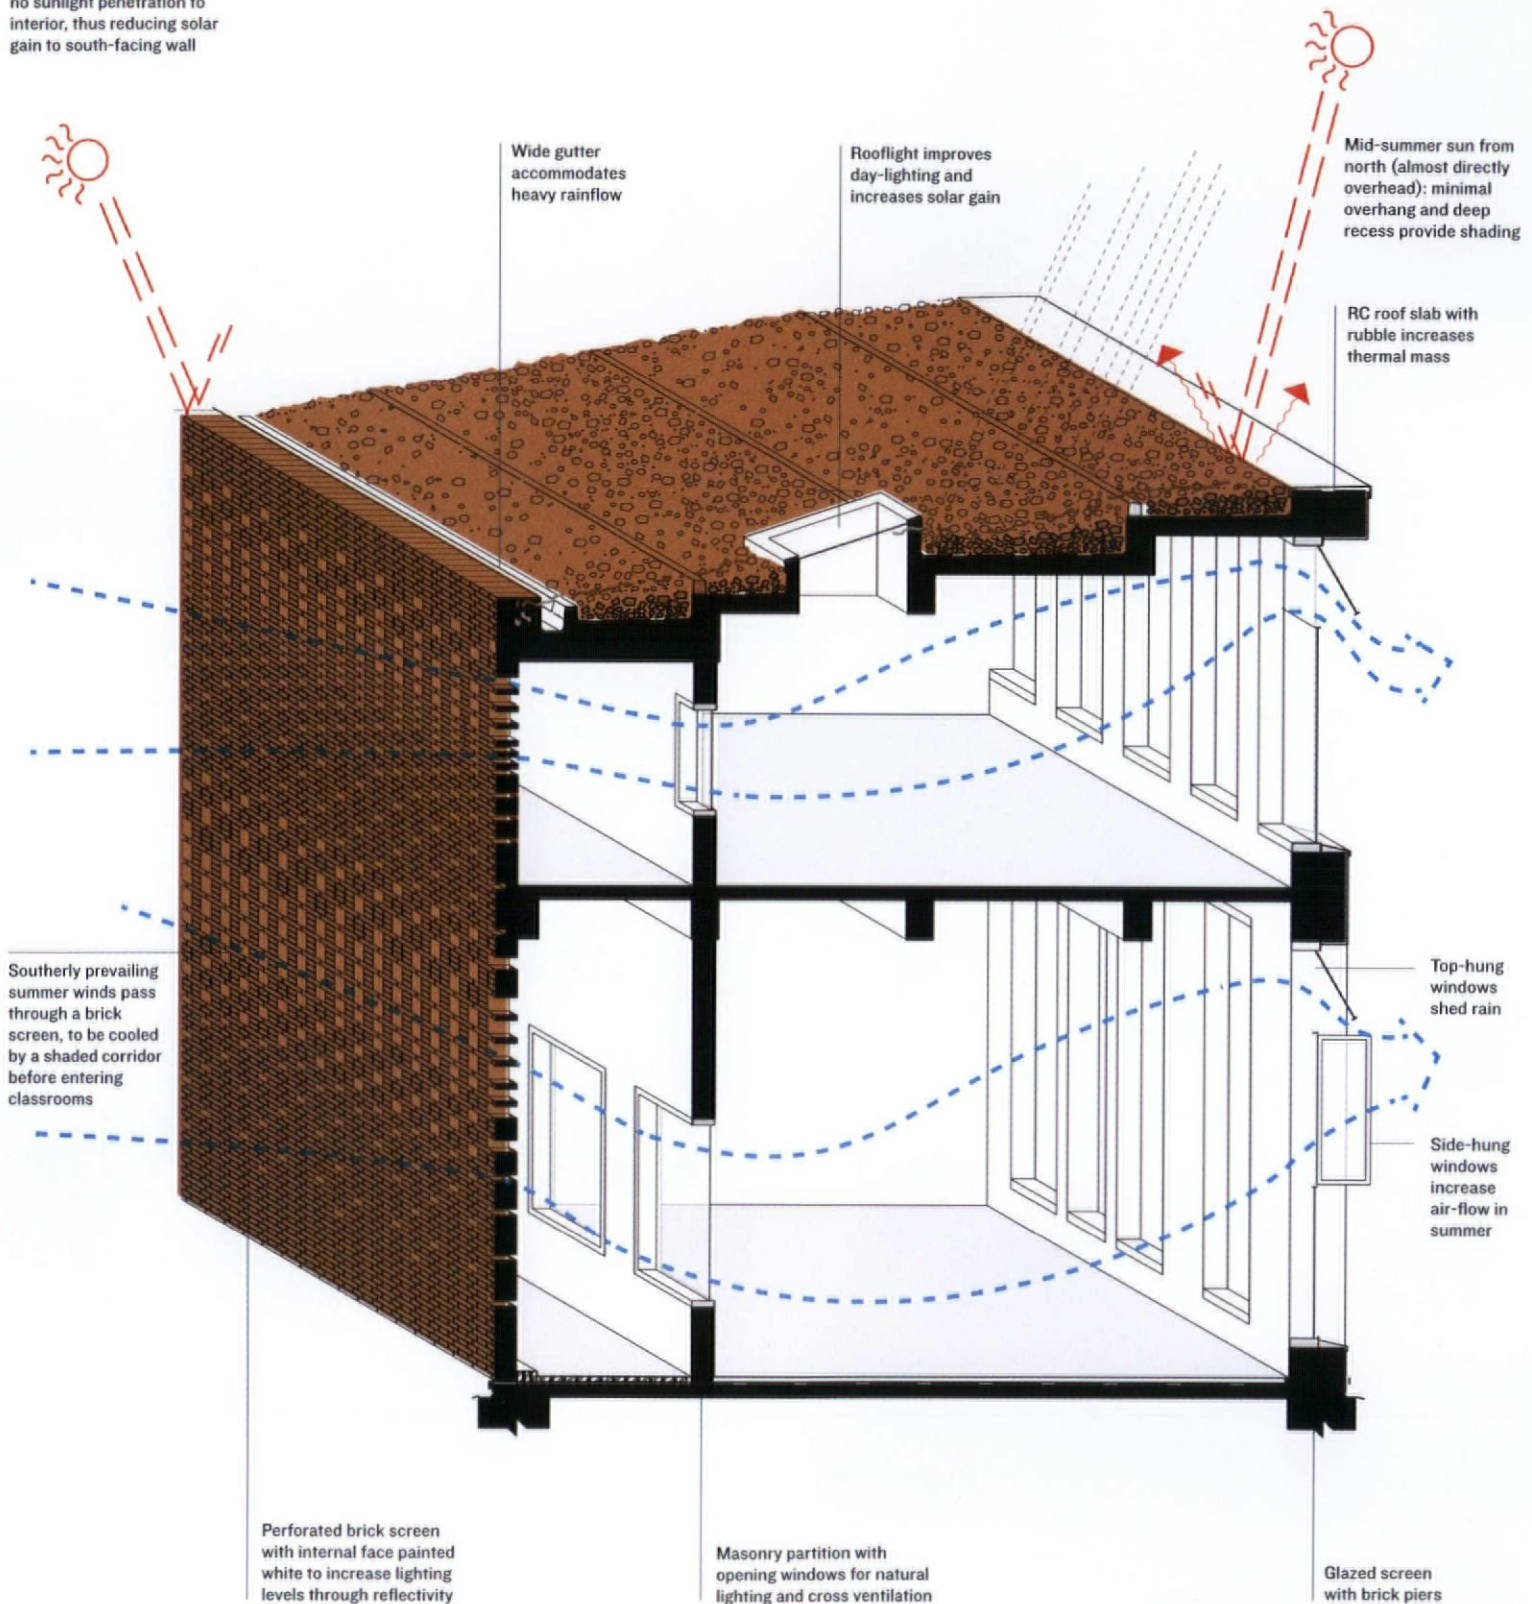 no sunlight penetration to
interior, thus reducing solar
gain to south-facing wall
Wide gutter
accommodates
heavy rainflow
Rooflight improves
day-lighting and
increases solar gain
Mid-summer sun from
north (almost directly
overhead): minimal
overhang and deep
recess provide shading
RC roof slab with
rubble increases
thermal mass
Southerly prevailing
summer winds pass
through a brick
screen, to be cooled
by a shaded corridor
before entering
classrooms
Top-hung
windows
shed rain
Side-hung
windows
increase
air-flow in
summer
Perforated brick screen
with internal face painted
white to increase lighting
levels through reflectivity
Masonry partition with
opening windows for natural
lighting and cross ventilation
Glazed screen
with brick piers